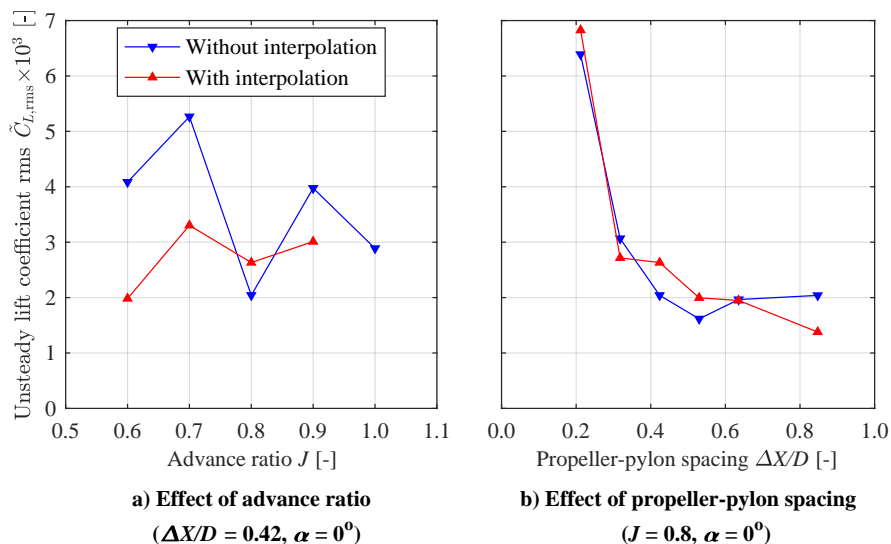 Unsteady lift coefficient rms C̃L,rms×10³ [-]
7
6
5
4
3
2
1
0
Without interpolation
With interpolation
0.5 0.6 0.7 0.8 0.9 1.0 1.1
Advance ratio J [-]
a) Effect of advance ratio
(ΔX/D = 0.42, α = 0°)
0.0 0.2 0.4 0.6 0.8 1.0
Propeller-pylon spacing ΔX/D [-]
b) Effect of propeller-pylon spacing
(J = 0.8, α = 0°)